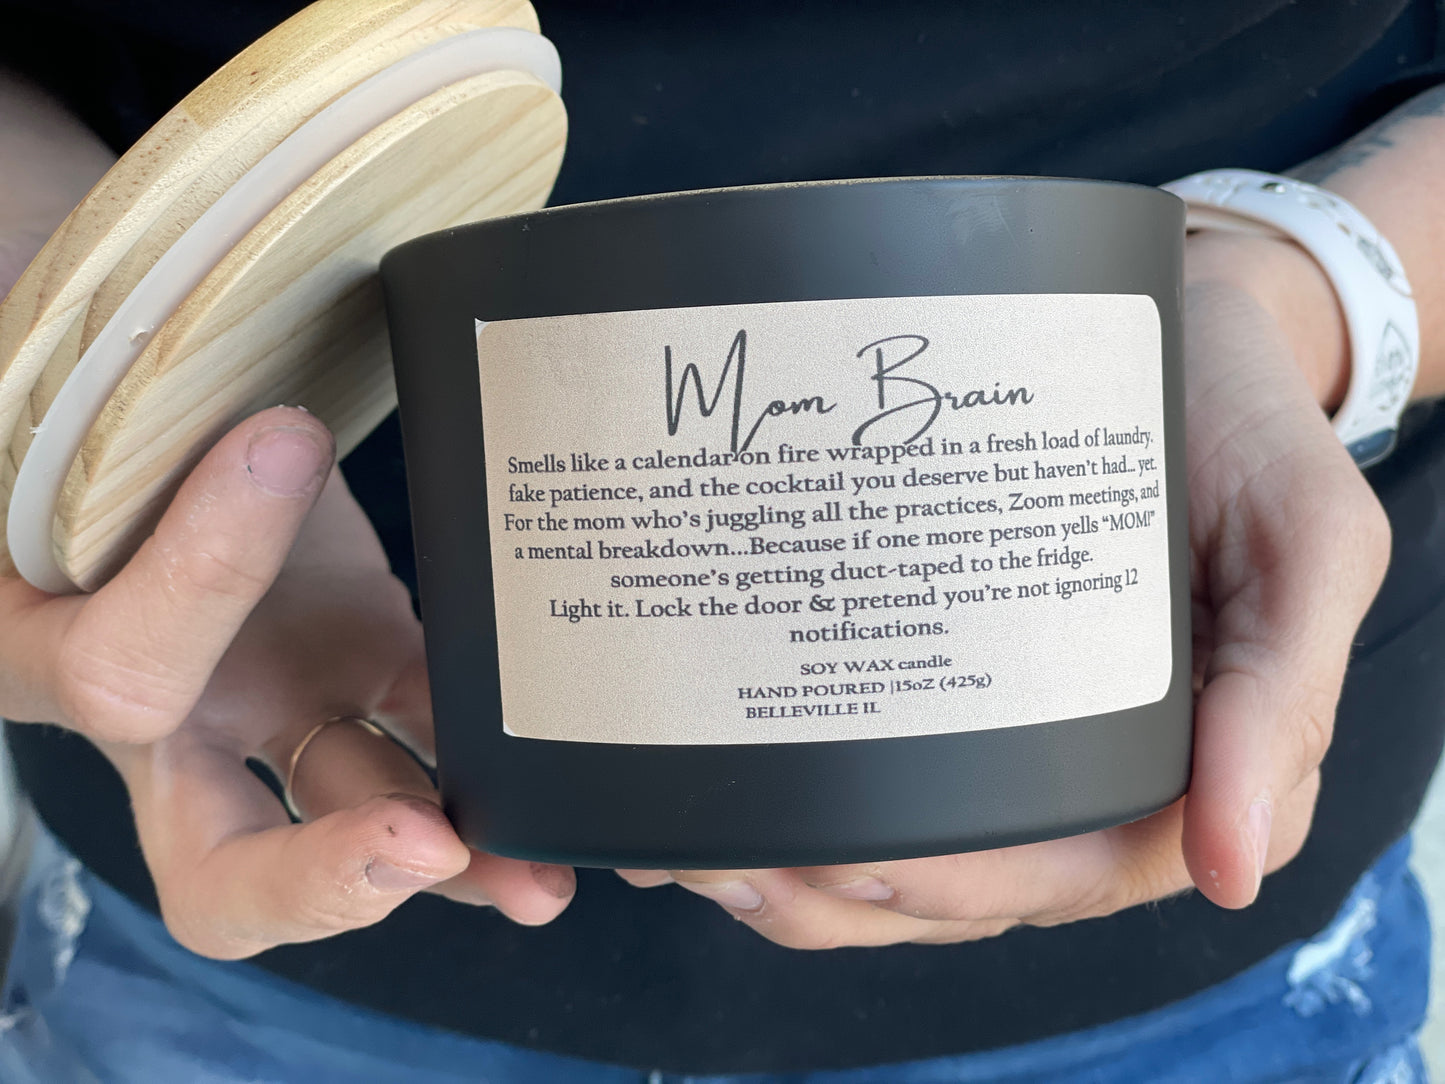 Mom Brain
Smells like a calendar on fire wrapped in a fresh load of laundry.
fake patience, and the cocktail you deserve but haven't had... yet.
For the mom who's juggling all the practices, Zoom meetings, and
a mental breakdown...Because if one more person yells “MOM!”
someone's getting duct-taped to the fridge.
Light it. Lock the door & pretend you're not ignoring 12
notifications.
SOY WAX candle
HAND POURED |15oZ (425g)
BELLEVILLE IL